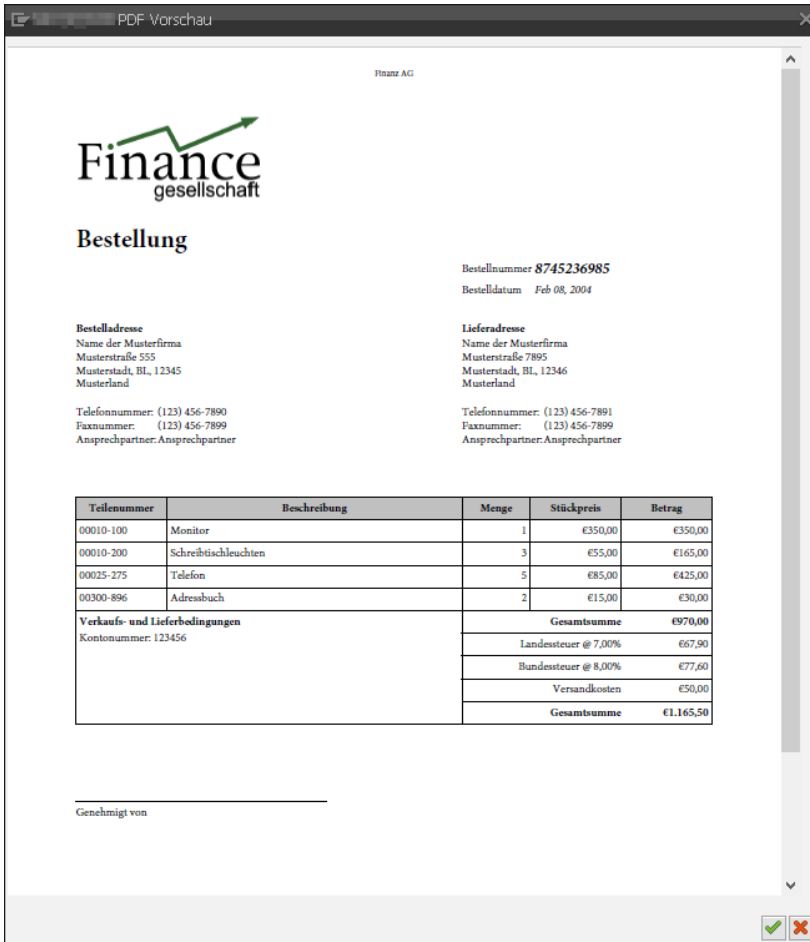 PDF Vorschau
Finanz AG
Finance
gesellschaft
Bestellung
Bestellnummer 8745236985
Bestelldatum Feb 08, 2004
Bestelladresse
Name der Musterfirma
Musterstraße 555
Musterstadt, BL, 12345
Musterland
Telefonnummer: (123) 456-7890
Faxnummer: (123) 456-7899
Ansprechpartner: Ansprechpartner
Lieferadresse
Name der Musterfirma
Musterstraße 7895
Musterstadt, BL, 12346
Musterland
Telefonnummer: (123) 456-7891
Faxnummer: (123) 456-7899
Ansprechpartner: Ansprechpartner
Teilenummer Beschreibung Menge Stückpreis Betrag
00010-100 Monitor 1 €350,00 €350,00
00010-200 Schreibtischleuchten 3 €55,00 €165,00
00025-275 Telefon 5 €85,00 €425,00
00300-896 Adressbuch 2 €15,00 €30,00
Verkaufs- und Lieferbedingungen
Kontonummer: 123456
Gesamtsumme €970,00
Landessteuer @ 7,00% €67,90
Bundessteuer @ 8,00% €77,60
Versandkosten €50,00
Gesamtsumme €1.165,50
Genehmigt von